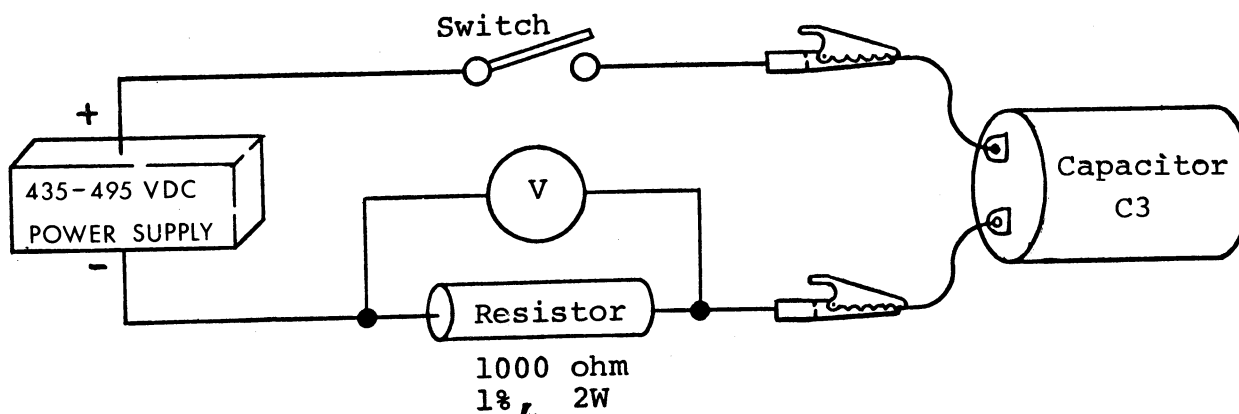 Switch
+
435-495 VDC
POWER SUPPLY
-
V
Capacitor
C3
Resistor
1000 ohm
1%, 2W